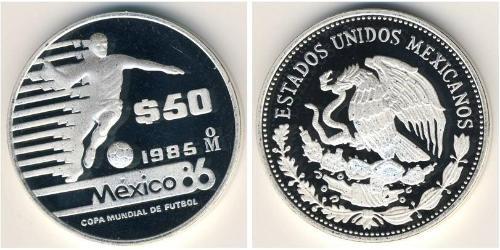 $50
1985 Mo
México 86
COPA MUNDIAL DE FUTBOL
ESTADOS UNIDOS MEXICANOS